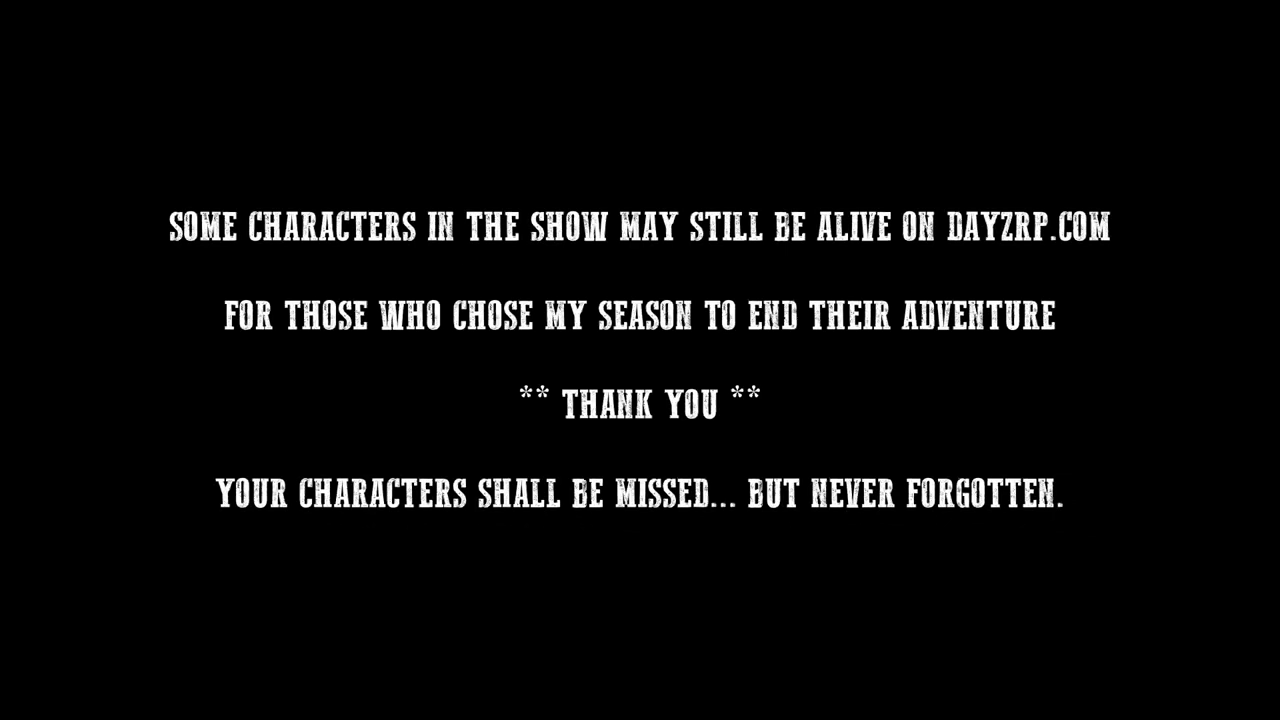 SOME CHARACTERS IN THE SHOW MAY STILL BE ALIVE ON DAYZRP.COM
FOR THOSE WHO CHOSE MY SEASON TO END THEIR ADVENTURE
** THANK YOU **
YOUR CHARACTERS SHALL BE MISSED... BUT NEVER FORGOTTEN.